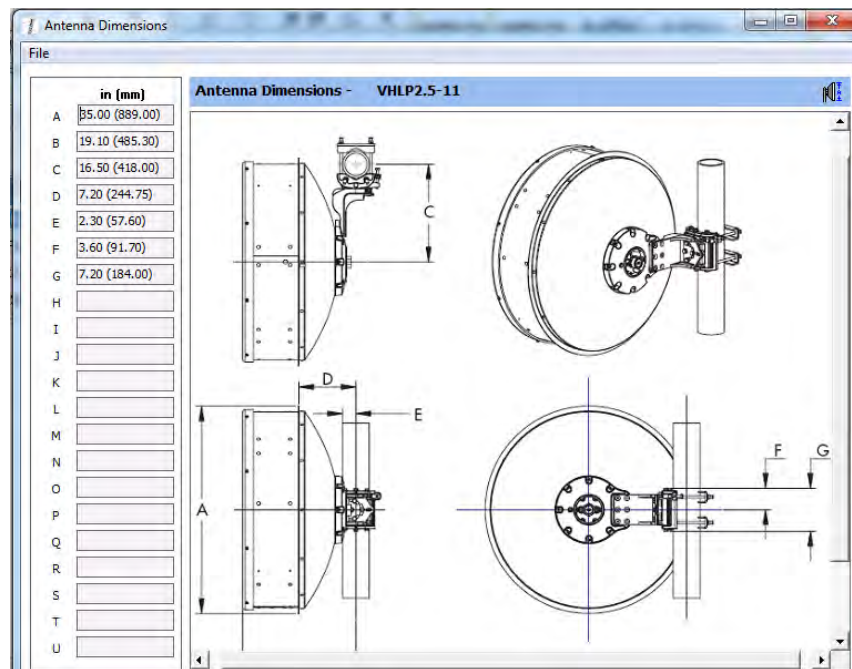 Antenna Dimensions
File
in (mm)
A 35.00 (889.00)
B 19.10 (485.30)
C 16.50 (418.00)
D 7.20 (244.75)
E 2.30 (57.60)
F 3.60 (91.70)
G 7.20 (184.00)
H
I
J
K
L
M
N
O
P
Q
R
S
T
U
Antenna Dimensions - VHLP2.5-11
C
D
E
A
F
G